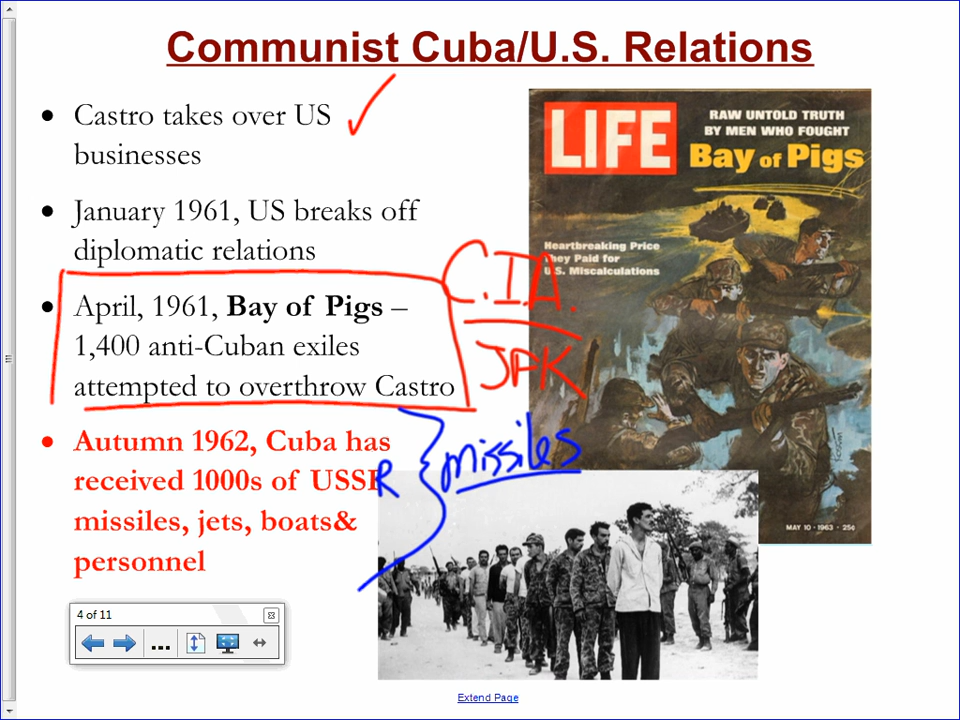 Communist Cuba/U.S. Relations
• Castro takes over US
businesses
• January 1961, US breaks off
diplomatic relations
• April, 1961, Bay of Pigs –
1,400 anti-Cuban exiles
attempted to overthrow Castro
• Autumn 1962, Cuba has
received 1000s of USSR
missiles, jets, boats&
personnel
C.I.A.
JFK
missiles
LIFE
RAW UNTOLD TRUTH
BY MEN WHO FOUGHT
Bay of Pigs
Heartbreaking Price
They Paid for
U.S. Miscalculations
MAY 10 · 1963 · 25¢
4 of 11
...
Extend Page